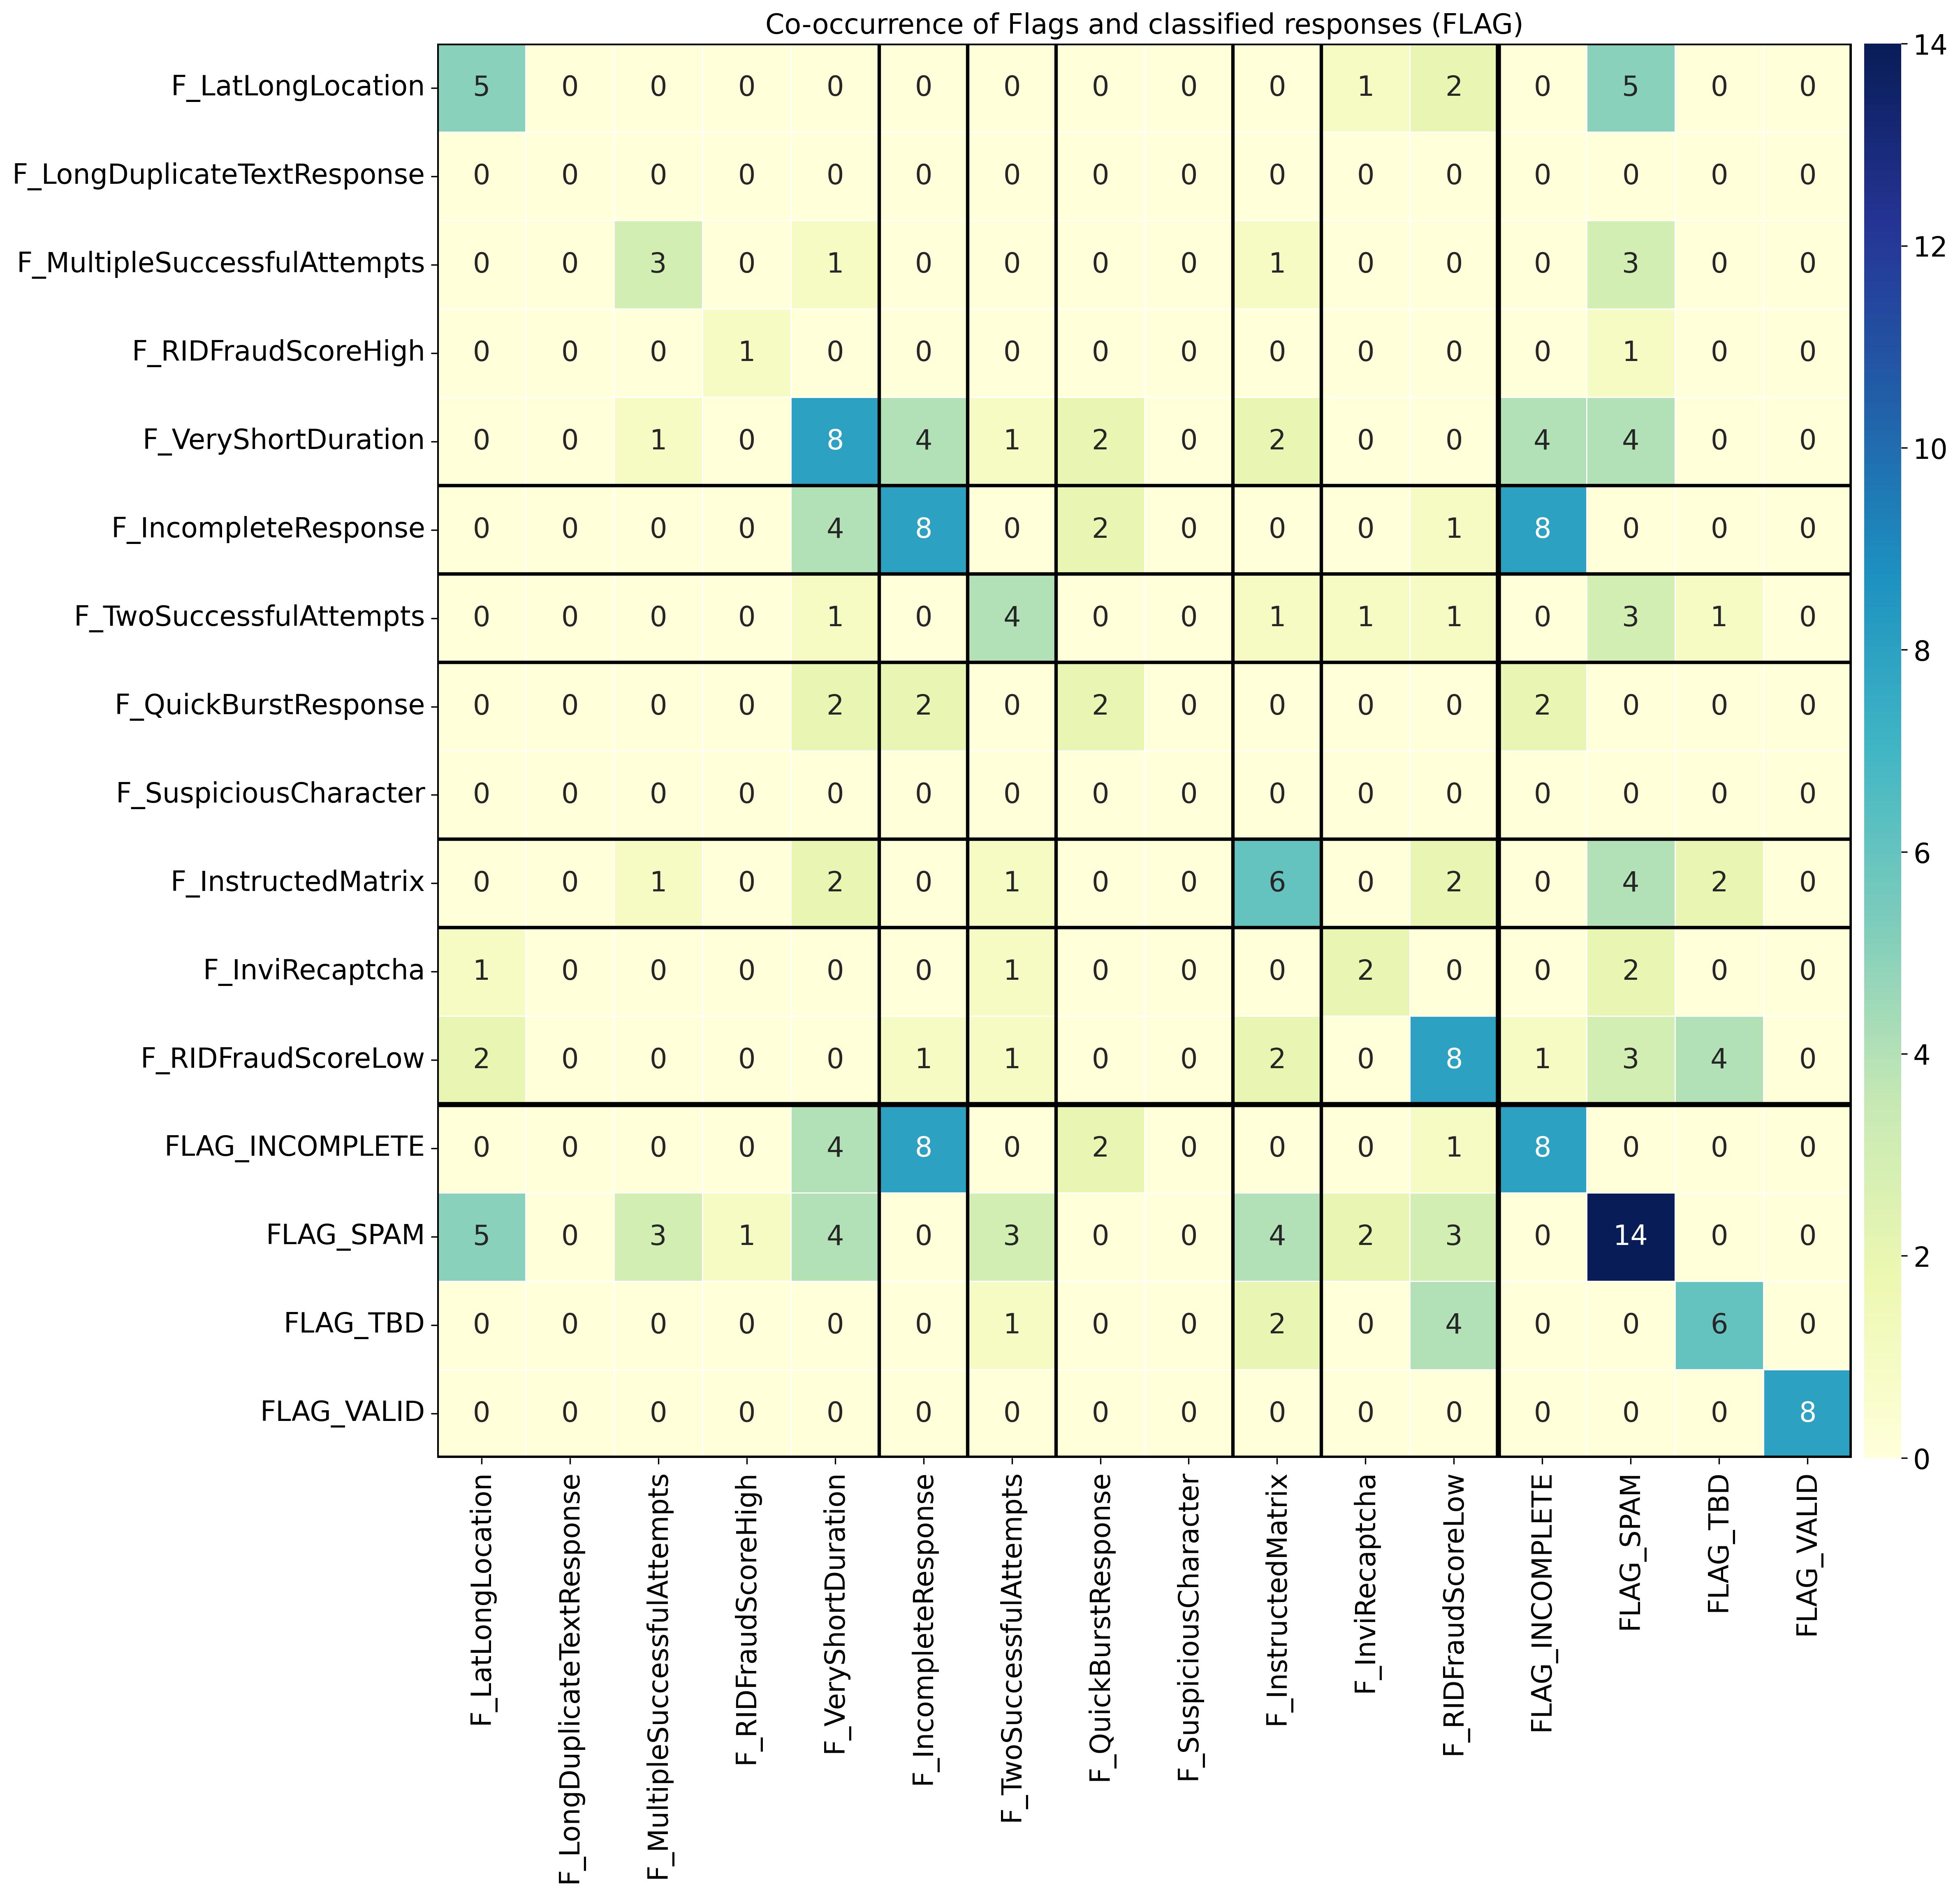 Co-occurrence of Flags and classified responses (FLAG)
F_LatLongLocation 5 0 0 0 0 0 0 0 0 0 1 2 0 5 0 0
F_LongDuplicateTextResponse 0 0 0 0 0 0 0 0 0 0 0 0 0 0 0 0
F_MultipleSuccessfulAttempts 0 0 3 0 1 0 0 0 0 1 0 0 0 3 0 0
F_RIDFraudScoreHigh 0 0 0 1 0 0 0 0 0 0 0 0 0 1 0 0
F_VeryShortDuration 0 0 1 0 8 4 1 2 0 2 0 0 4 4 0 0
F_IncompleteResponse 0 0 0 0 4 8 0 2 0 0 0 1 8 0 0 0
F_TwoSuccessfulAttempts 0 0 0 0 1 0 4 0 0 1 1 1 0 3 1 0
F_QuickBurstResponse 0 0 0 0 2 2 0 2 0 0 0 0 2 0 0 0
F_SuspiciousCharacter 0 0 0 0 0 0 0 0 0 0 0 0 0 0 0 0
F_InstructedMatrix 0 0 1 0 2 0 1 0 0 6 0 2 0 4 2 0
F_InviRecaptcha 1 0 0 0 0 0 1 0 0 0 2 0 0 2 0 0
F_RIDFraudScoreLow 2 0 0 0 0 1 1 0 0 2 0 8 1 3 4 0
FLAG_INCOMPLETE 0 0 0 0 4 8 0 2 0 0 0 1 8 0 0 0
FLAG_SPAM 5 0 3 1 4 0 3 0 0 4 2 3 0 14 0 0
FLAG_TBD 0 0 0 0 0 0 1 0 0 2 0 4 0 0 6 0
FLAG_VALID 0 0 0 0 0 0 0 0 0 0 0 0 0 0 0 8
F_LatLongLocation
F_LongDuplicateTextResponse
F_MultipleSuccessfulAttempts
F_RIDFraudScoreHigh
F_VeryShortDuration
F_IncompleteResponse
F_TwoSuccessfulAttempts
F_QuickBurstResponse
F_SuspiciousCharacter
F_InstructedMatrix
F_InviRecaptcha
F_RIDFraudScoreLow
FLAG_INCOMPLETE
FLAG_SPAM
FLAG_TBD
FLAG_VALID
14
12
10
8
6
4
2
0